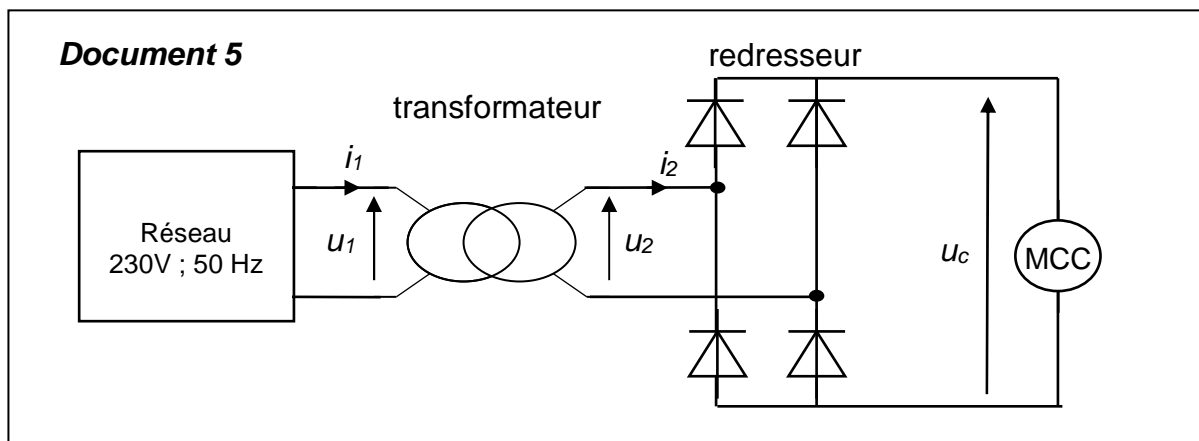 Document 5
redresseur
transformateur
i1
i2
Réseau
230V ; 50 Hz
u1
u2
uc
MCC